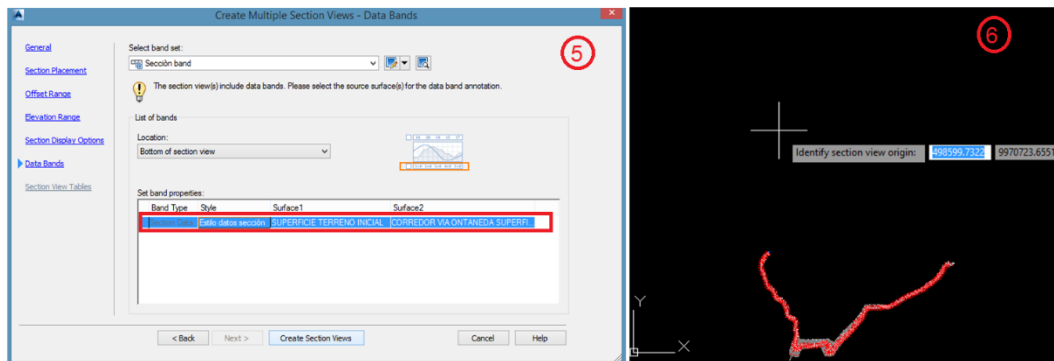 Create Multiple Section Views - Data Bands
5
General
Section Placement
Offset Range
Elevation Range
Section Display Options
Data Bands
Section View Tables
Select band set:
Sección band
The section view(s) include data bands. Please select the source surface(s) for the data band annotation.
List of bands
Location:
Bottom of section view
Set band properties:
Band Type Style Surface1 Surface2
Section Data Estilo datos sección SUPERFICIE TERRENO INICIAL CORREDOR VIA ONTANEDA SUPERFI...
< Back Next > Create Section Views Cancel Help
6
Identify section view origin: 498599.7322 9970723.6551
Y
X